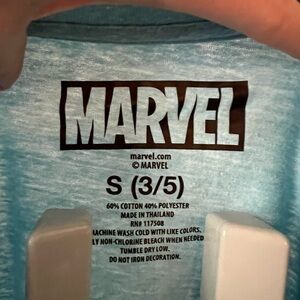 MARVEL
marvel.com
© MARVEL
S (3/5)
60% COTTON 40% POLYESTER
MADE IN THAILAND
RN# 117508
MACHINE WASH COLD WITH LIKE COLORS.
LY NON-CHLORINE BLEACH WHEN NEEDED
TUMBLE DRY LOW.
DO NOT IRON DECORATION.